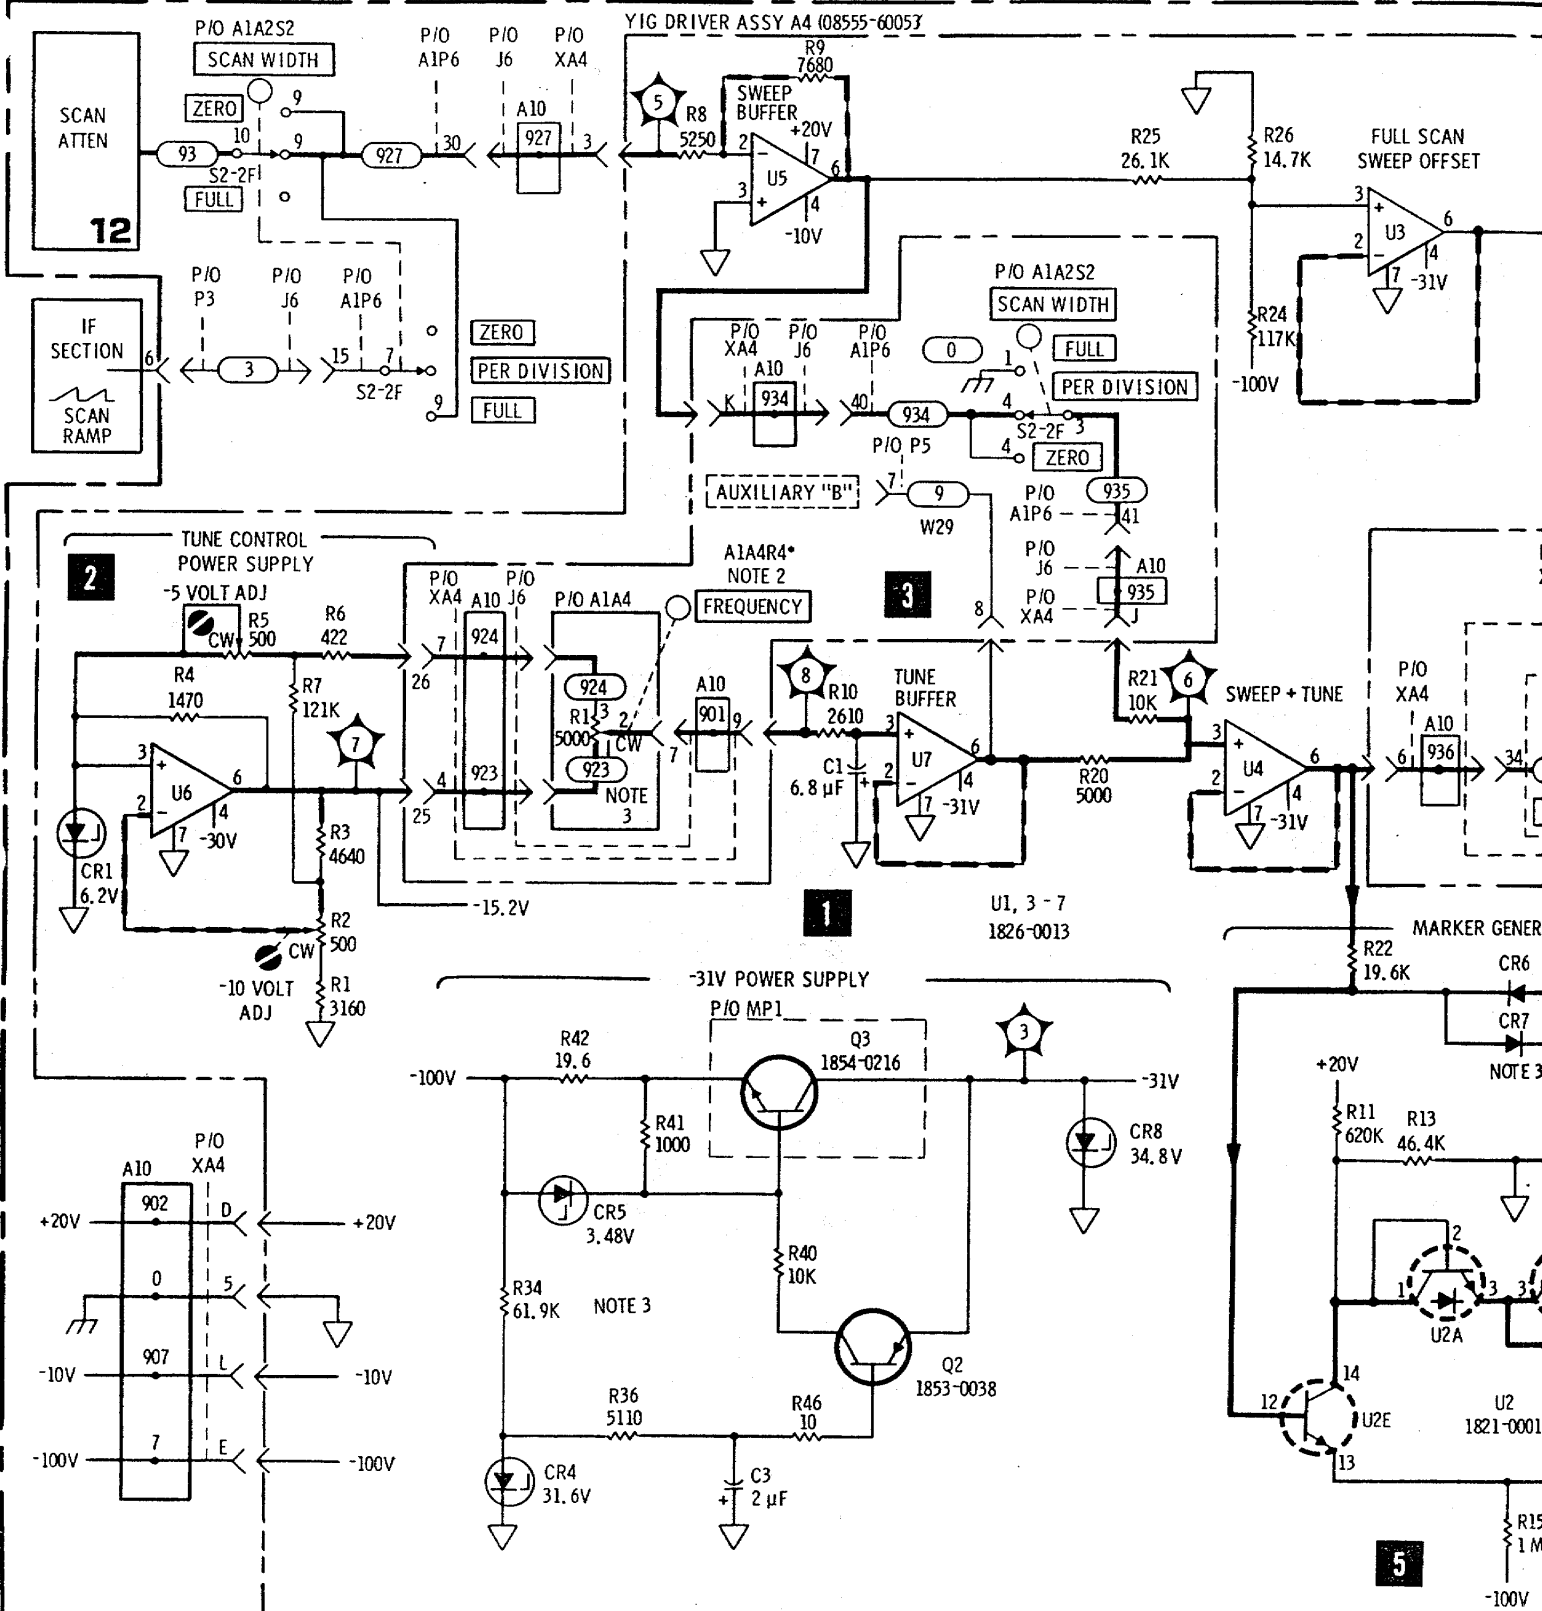 YIG DRIVER ASSY A4 (08555-60053
P/O A1A2S2
SCAN WIDTH
P/O A1P6
P/O J6
P/O XA4
R9
7680
SCAN
ATTEN
12
ZERO
9
10
93
9
S2-2F
FULL
927
30
A10
927
3
5
R8
5250
SWEEP
BUFFER
+20V
7
2
-
U5
6
3
+
4
-10V
R25
26.1K
R26
14.7K
FULL SCAN
SWEEP OFFSET
3
+
U3
6
2
-
4
7
-31V
R24
117K
-100V
P/O P3
P/O J6
P/O A1P6
IF
SECTION
SCAN
RAMP
6
3
15
7
S2-2F
9
ZERO
PER DIVISION
FULL
P/O A1A2S2
SCAN WIDTH
P/O XA4
P/O J6
P/O A1P6
0
1
FULL
PER DIVISION
A10
K
934
40
934
4
S2-2F
3
4
ZERO
P/O P5
AUXILIARY "B"
7
9
W29
P/O A1P6
935
41
P/O J6
A10
935
P/O XA4
J
8
3
2
TUNE CONTROL
POWER SUPPLY
-5 VOLT ADJ
CW
R5
500
R6
422
R4
1470
R7
121K
7
3
+
U6
6
2
-
4
7
-30V
CR1
6.2V
R3
4640
R2
500
CW
-10 VOLT
ADJ
R1
3160
-15.2V
P/O XA4
A10
P/O J6
P/O A1A4
7
924
26
4
923
25
924
3
R1
5000
2
CW
923
NOTE
3
A1A4R4*
NOTE 2
FREQUENCY
7
A10
901
9
8
R10
2610
C1
6.8 µF
+
TUNE
BUFFER
3
+
U7
6
2
-
4
7
-31V
R20
5000
R21
10K
6
SWEEP + TUNE
3
+
U4
6
2
-
4
7
-31V
P/O XA4
6
A10
936
34
1
U1, 3 - 7
1826-0013
MARKER GENER
R22
19.6K
CR6
CR7
NOTE 3
-31V POWER SUPPLY
P/O MP1
R42
19.6
Q3
1854-0216
3
-100V
-31V
R41
1000
CR8
34.8V
CR5
3.48V
R40
10K
R34
61.9K
NOTE 3
Q2
1853-0038
R36
5110
R46
10
CR4
31.6V
C3
2 µF
+
+20V
R11
620K
R13
46.4K
2
1
3
3
U2A
14
12
U2E
13
U2
1821-0001
R15
1 M
-100V
5
A10
P/O XA4
+20V
902
D
+20V
0
5
-10V
907
L
-10V
-100V
7
E
-100V